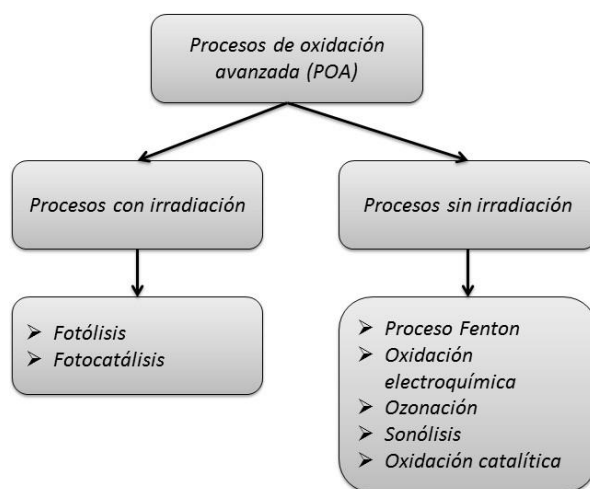 Procesos de oxidación
avanzada (POA)
Procesos con irradiación
Procesos sin irradiación
➢ Fotólisis
➢ Fotocatálisis
➢ Proceso Fenton
➢ Oxidación
electroquímica
➢ Ozonación
➢ Sonólisis
➢ Oxidación catalítica